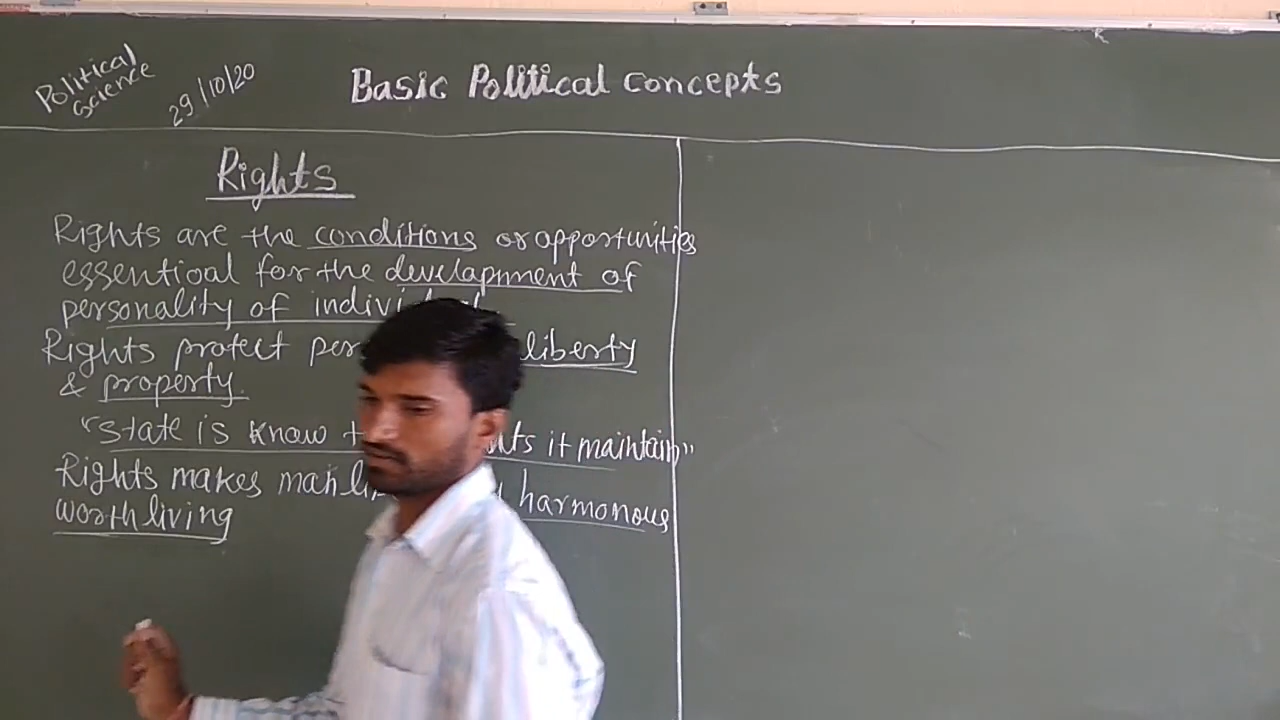 Political Science
29/10/20
Basic Political Concepts
Rights
Rights are the conditions or opportunities
essentioal for the development of
personality of
Rights protect liberty
& property.
"State is know it maintain"
Rights makes man harmonous
worth living